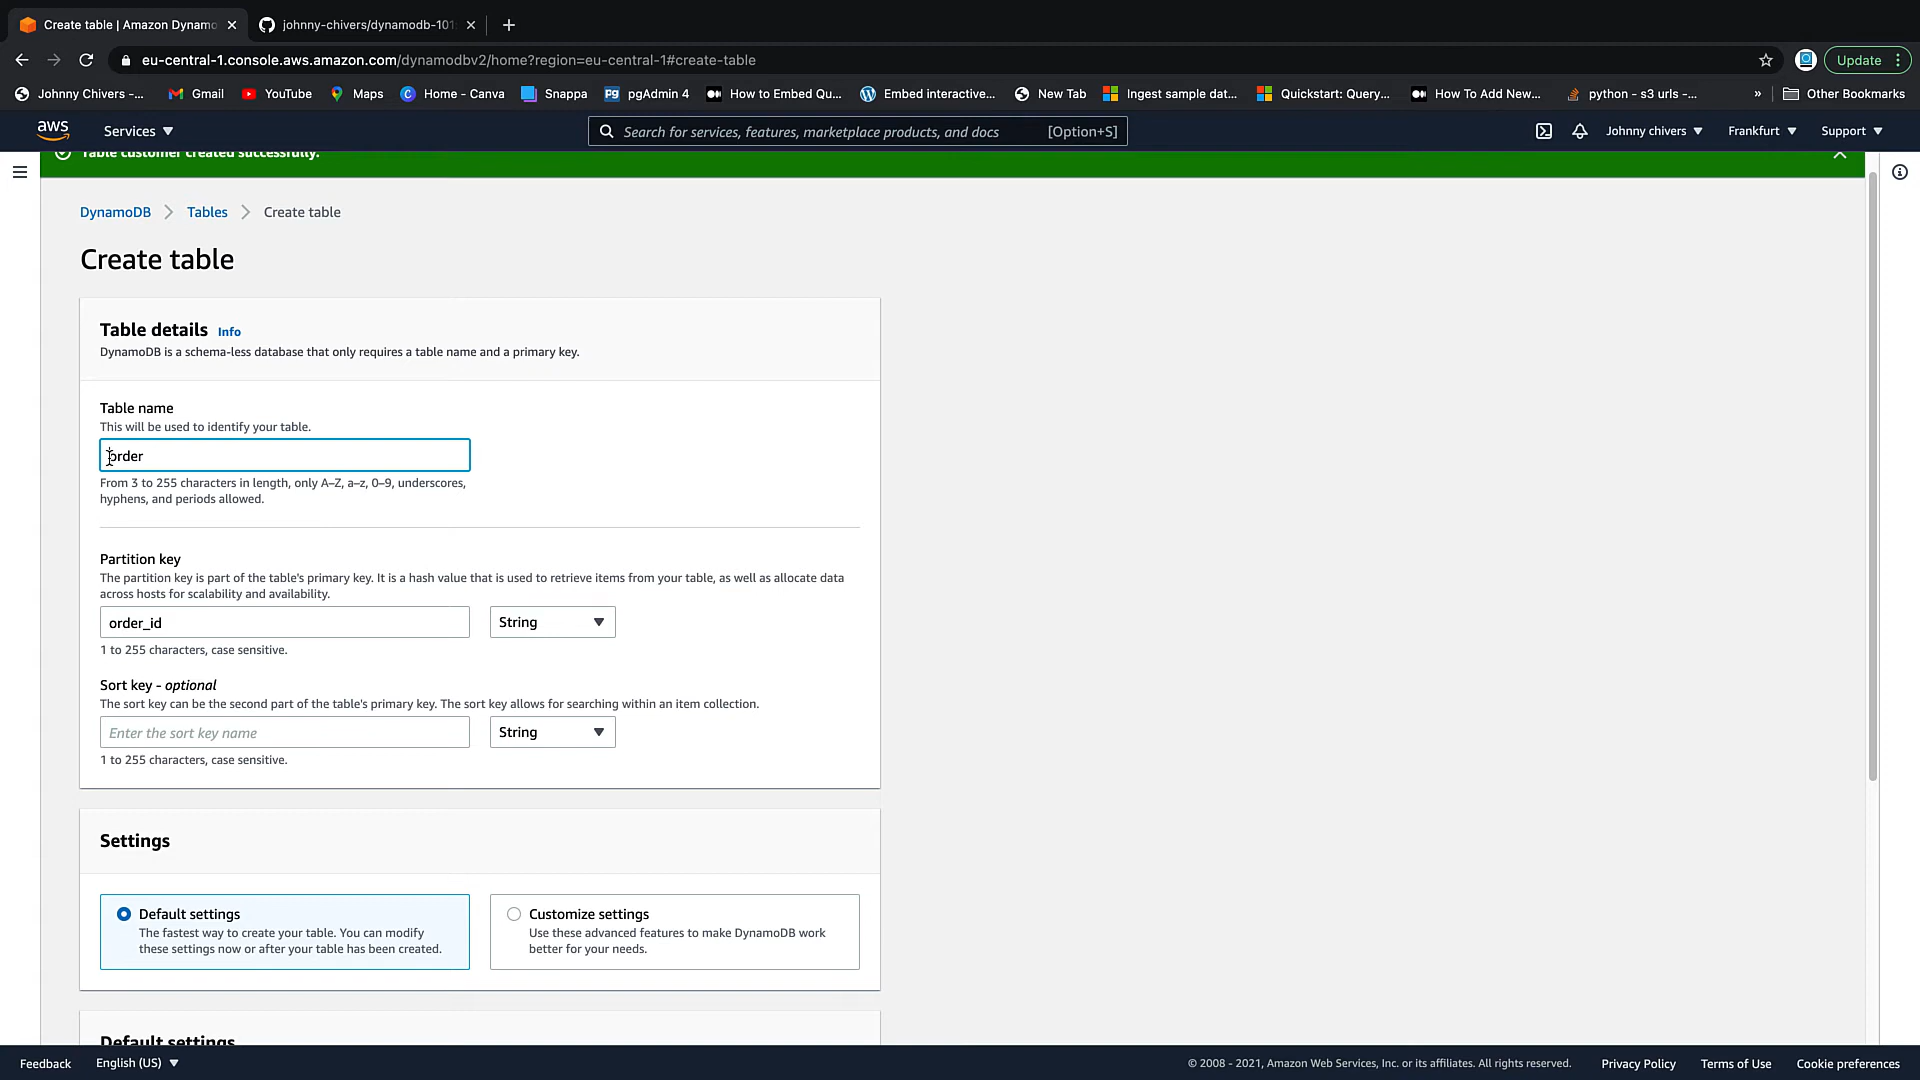 Create table | Amazon Dynamo
johnny-chivers/dynamodb-101
eu-central-1.console.aws.amazon.com/dynamodbv2/home?region=eu-central-1#create-table
Update
Johnny Chivers -...
Gmail
YouTube
Maps
Home - Canva
Snappa
pgAdmin 4
How to Embed Qu...
Embed interactive...
New Tab
Ingest sample dat...
Quickstart: Query...
How To Add New...
python - s3 urls -...
»
Other Bookmarks
aws
Services
Search for services, features, marketplace products, and docs
[Option+S]
Johnny chivers
Frankfurt
Support
Table customer created successfully.
DynamoDB
Tables
Create table
Create table
Table details Info
DynamoDB is a schema-less database that only requires a table name and a primary key.
Table name
This will be used to identify your table.
order
From 3 to 255 characters in length, only A–Z, a–z, 0–9, underscores,
hyphens, and periods allowed.
Partition key
The partition key is part of the table's primary key. It is a hash value that is used to retrieve items from your table, as well as allocate data
across hosts for scalability and availability.
order_id
String
1 to 255 characters, case sensitive.
Sort key - optional
The sort key can be the second part of the table's primary key. The sort key allows for searching within an item collection.
Enter the sort key name
String
1 to 255 characters, case sensitive.
Settings
Default settings
The fastest way to create your table. You can modify
these settings now or after your table has been created.
Customize settings
Use these advanced features to make DynamoDB work
better for your needs.
Default settings
Feedback
English (US)
© 2008 - 2021, Amazon Web Services, Inc. or its affiliates. All rights reserved.
Privacy Policy
Terms of Use
Cookie preferences